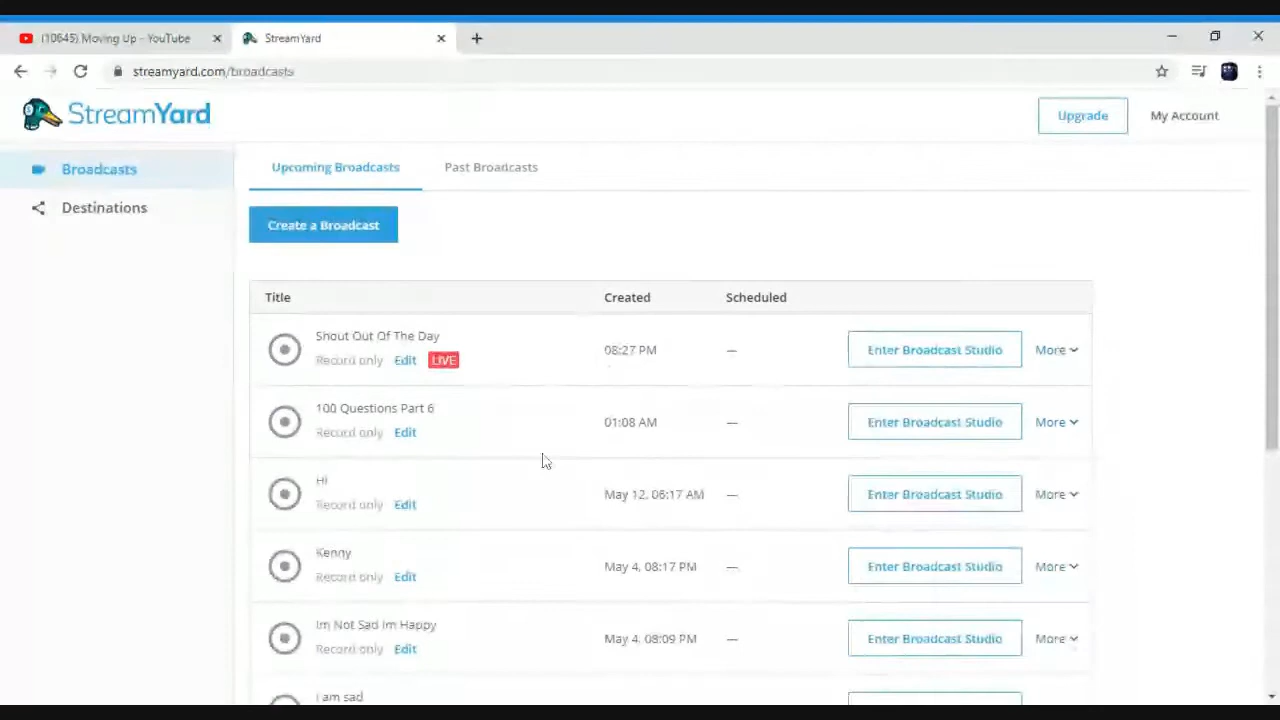 (10645) Moving Up - YouTube
StreamYard
streamyard.com/broadcasts
StreamYard
Upgrade
My Account
Broadcasts
Destinations
Upcoming Broadcasts
Past Broadcasts
Create a Broadcast
Title
Created
Scheduled
Shout Out Of The Day
Record only Edit LIVE
08:27 PM
—
Enter Broadcast Studio
More
100 Questions Part 6
Record only Edit
01:08 AM
—
Enter Broadcast Studio
More
Hi
Record only Edit
May 12, 06:17 AM
—
Enter Broadcast Studio
More
Kenny
Record only Edit
May 4, 08:17 PM
—
Enter Broadcast Studio
More
Im Not Sad Im Happy
Record only Edit
May 4, 08:09 PM
—
Enter Broadcast Studio
More
I am sad